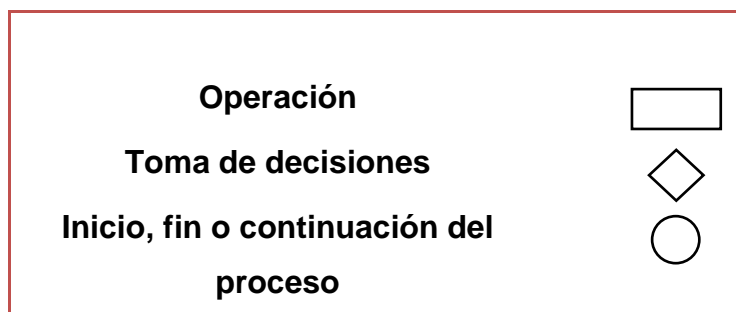 Operación
Toma de decisiones
Inicio, fin o continuación del
proceso